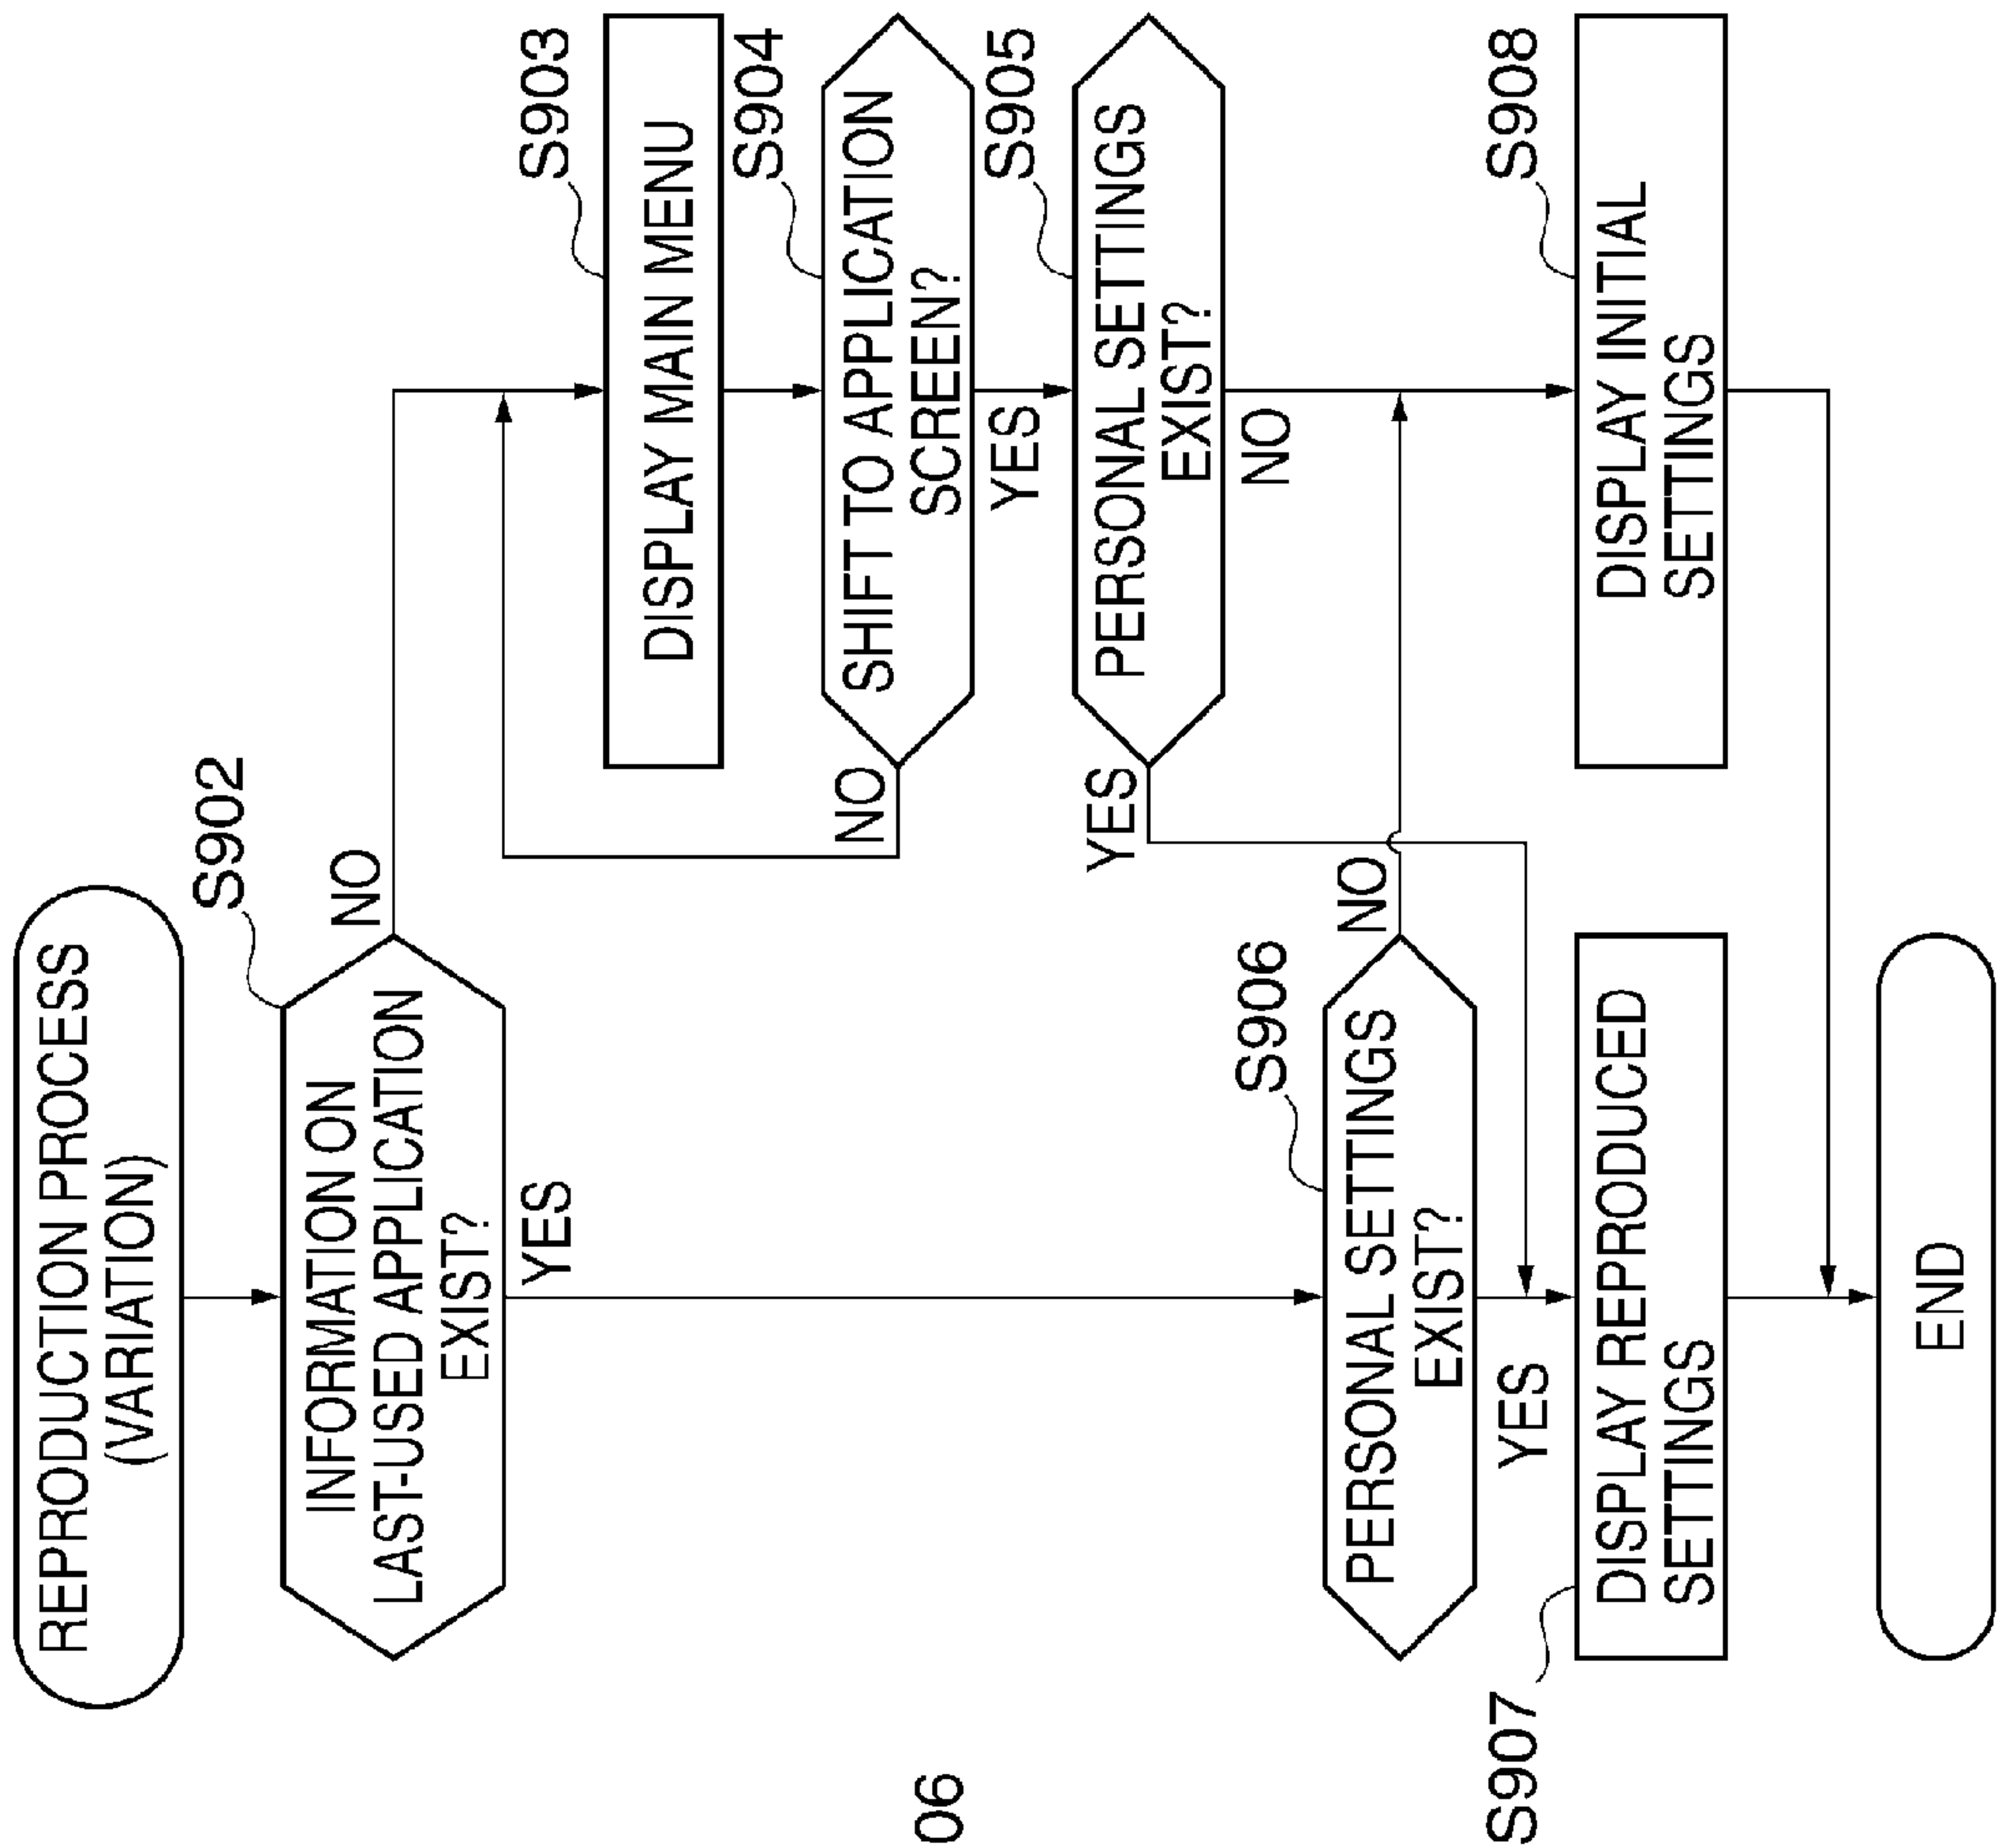 REPRODUCTION PROCESS
(VARIATION)
S902
INFORMATION ON
LAST-USED APPLICATION
EXIST?
NO
YES
S903
DISPLAY MAIN MENU
S904
SHIFT TO APPLICATION
SCREEN?
NO
YES
S905
PERSONAL SETTINGS
EXIST?
YES
NO
S906
PERSONAL SETTINGS
EXIST?
NO
YES
S907
DISPLAY REPRODUCED
SETTINGS
S908
DISPLAY INITIAL
SETTINGS
END
06